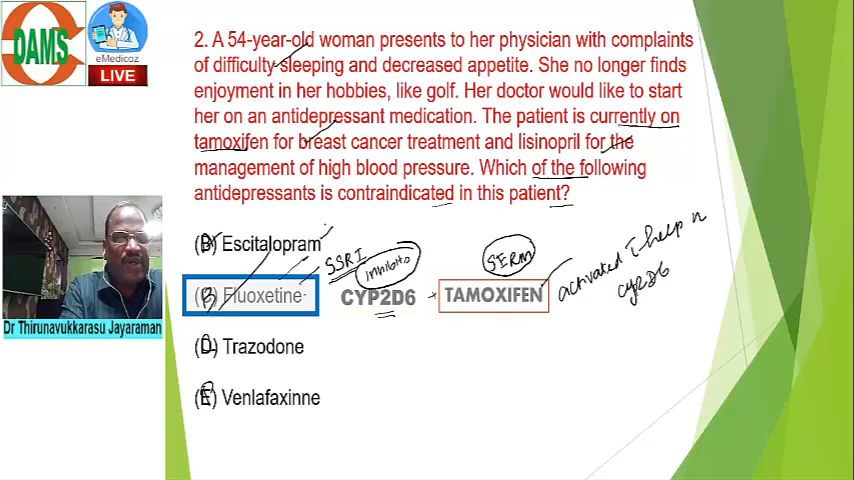 DAMS
eMedicoz
LIVE
2. A 54-year-old woman presents to her physician with complaints
of difficulty sleeping and decreased appetite. She no longer finds
enjoyment in her hobbies, like golf. Her doctor would like to start
her on an antidepressant medication. The patient is currently on
tamoxifen for breast cancer treatment and lisinopril for the
management of high blood pressure. Which of the following
antidepressants is contraindicated in this patient?
(B) Escitalopram
Fluoxetine
SSRI
inhibito
CYP2D6
SERM
TAMOXIFEN
activated
help
cyp2D6
(D) Trazodone
(E) Venlafaxinne
Dr Thirunavukkarasu Jayaraman